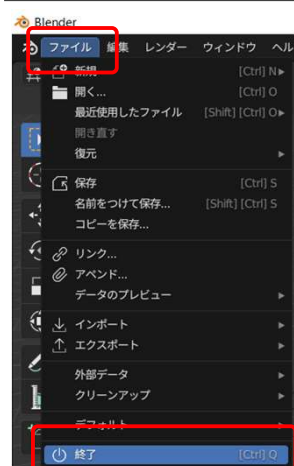 Blender
ファイル 編集 レンダー ウィンドウ ヘル
新規 [Ctrl] N▸
開く... [Ctrl] O
最近使用したファイル [Shift] [Ctrl] O▸
開き直す
復元 ▸
保存 [Ctrl] S
名前をつけて保存... [Shift] [Ctrl] S
コピーを保存...
リンク...
アペンド...
データのプレビュー ▸
インポート ▸
エクスポート ▸
外部データ ▸
クリーンアップ ▸
デフォルト ▸
終了 [Ctrl] Q